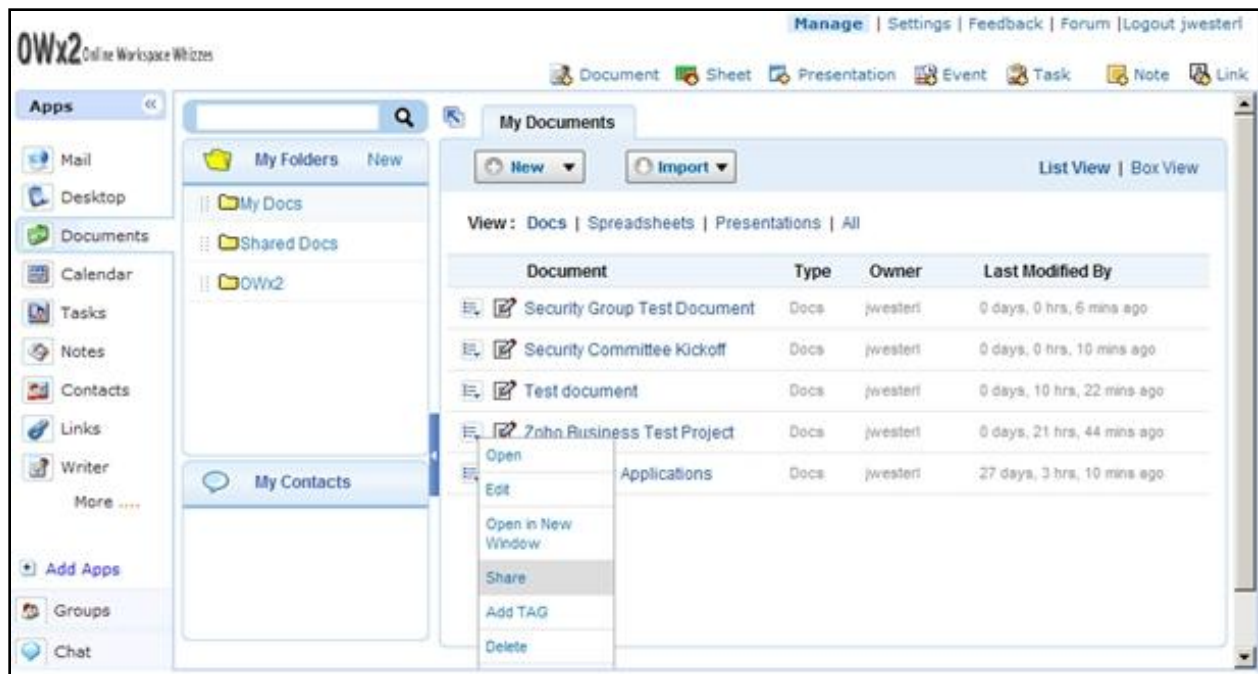 Manage | Settings | Feedback | Forum |Logout jwesterl
OWx2 Online Workspace Whizzes
Document Sheet Presentation Event Task Note Link
Apps «
Mail
Desktop
Documents
Calendar
Tasks
Notes
Contacts
Links
Writer
More ....
Add Apps
Groups
Chat
My Folders New
My Docs
Shared Docs
OWx2
My Contacts
My Documents
New Import
List View | Box View
View : Docs | Spreadsheets | Presentations | All
Document Type Owner Last Modified By
Security Group Test Document Docs jwesterl 0 days, 0 hrs, 6 mins ago
Security Committee Kickoff Docs jwesterl 0 days, 0 hrs, 10 mins ago
Test document Docs jwesterl 0 days, 10 hrs, 22 mins ago
Zoho Business Test Project Docs jwesterl 0 days, 21 hrs, 44 mins ago
Applications Docs jwesterl 27 days, 3 hrs, 10 mins ago
Open
Edit
Open in New
Window
Share
Add TAG
Delete